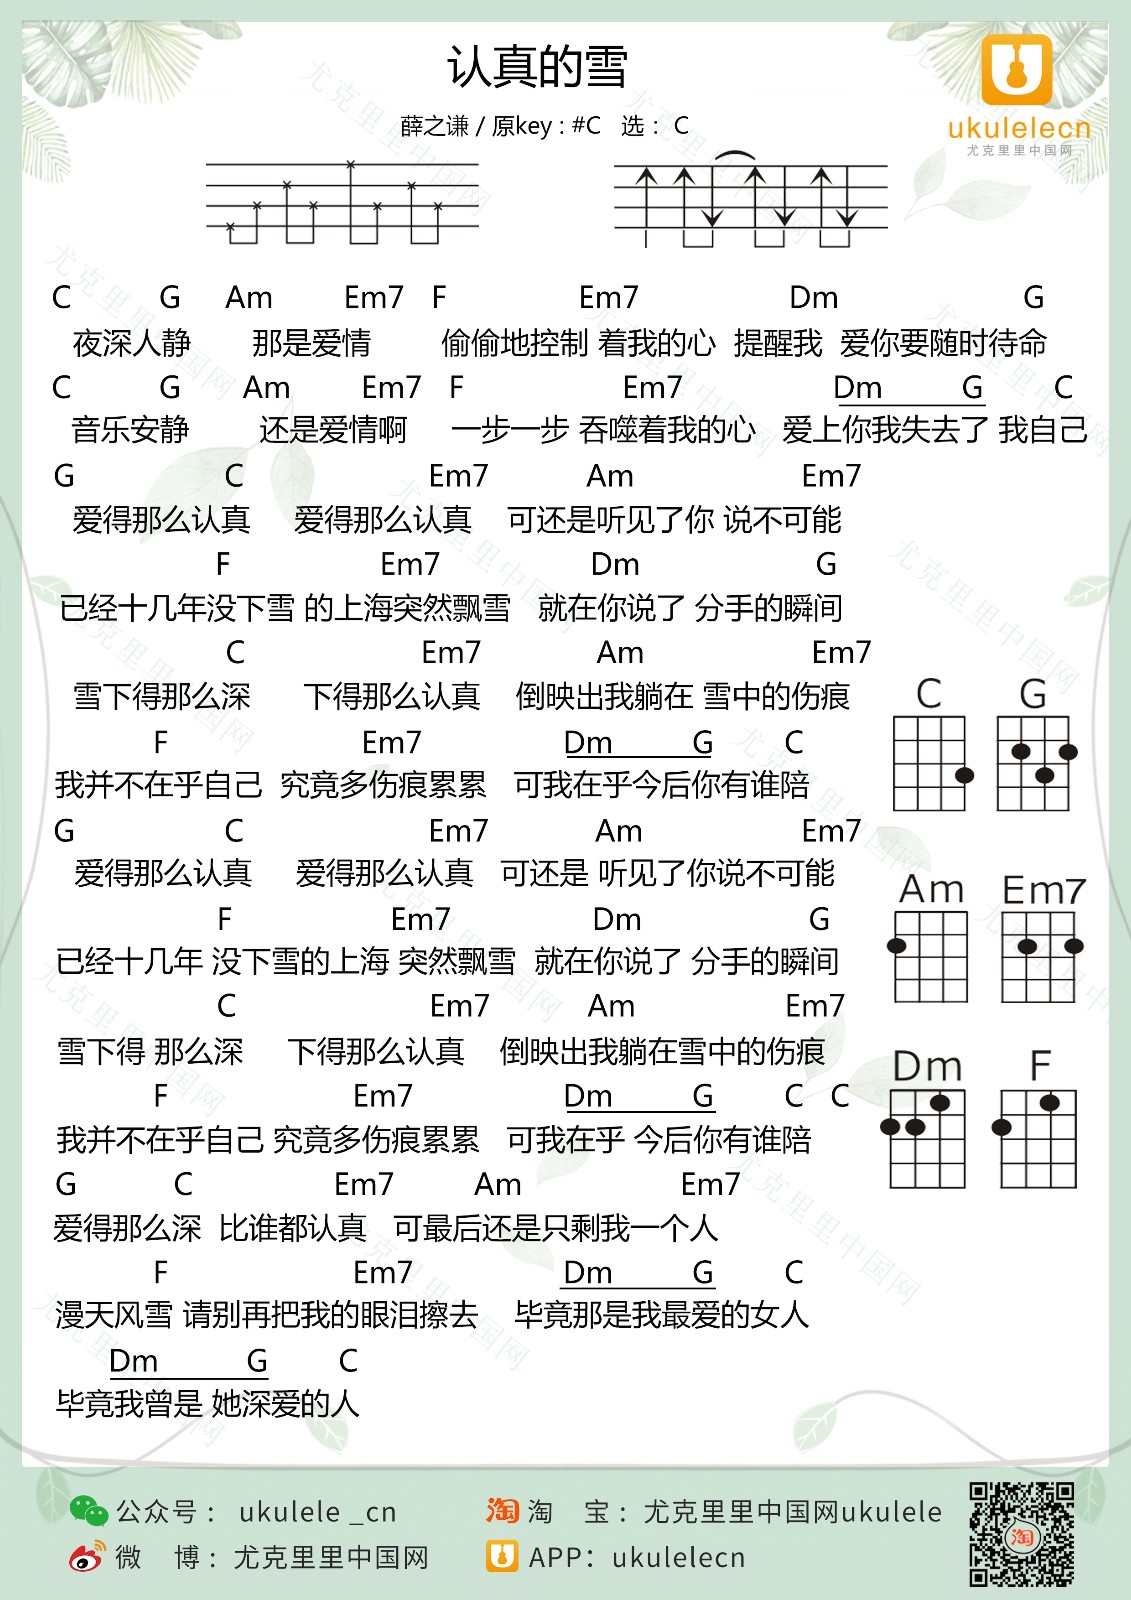 认真的雪
ukulelecn
尤克里里中国网
薛之谦 / 原key : #C 选： C
C G Am Em7 F Em7 Dm G
夜深人静 那是爱情 偷偷地控制 着我的心 提醒我 爱你要随时待命
C G Am Em7 F Em7 Dm G C
音乐安静 还是爱情啊 一步一步 吞噬着我的心 爱上你我失去了 我自己
G C Em7 Am Em7
爱得那么认真 爱得那么认真 可还是听见了你 说不可能
F Em7 Dm G
已经十几年没下雪 的上海突然飘雪 就在你说了 分手的瞬间
C Em7 Am Em7
雪下得那么深 下得那么认真 倒映出我躺在 雪中的伤痕
F Em7 Dm G C
我并不在乎自己 究竟多伤痕累累 可我在乎今后你有谁陪
G C Em7 Am Em7
爱得那么认真 爱得那么认真 可还是 听见了你说不可能
F Em7 Dm G
已经十几年 没下雪的上海 突然飘雪 就在你说了 分手的瞬间
C Em7 Am Em7
雪下得 那么深 下得那么认真 倒映出我躺在雪中的伤痕
F Em7 Dm G C C
我并不在乎自己 究竟多伤痕累累 可我在乎 今后你有谁陪
G C Em7 Am Em7
爱得那么深 比谁都认真 可最后还是只剩我一个人
F Em7 Dm G C
漫天风雪 请别再把我的眼泪擦去 毕竟那是我最爱的女人
Dm G C
毕竟我曾是 她深爱的人
C G
Am Em7
Dm F
公众号： ukulele _cn
淘 淘 宝：尤克里里中国网ukulele
微 博：尤克里里中国网
APP：ukulelecn
淘